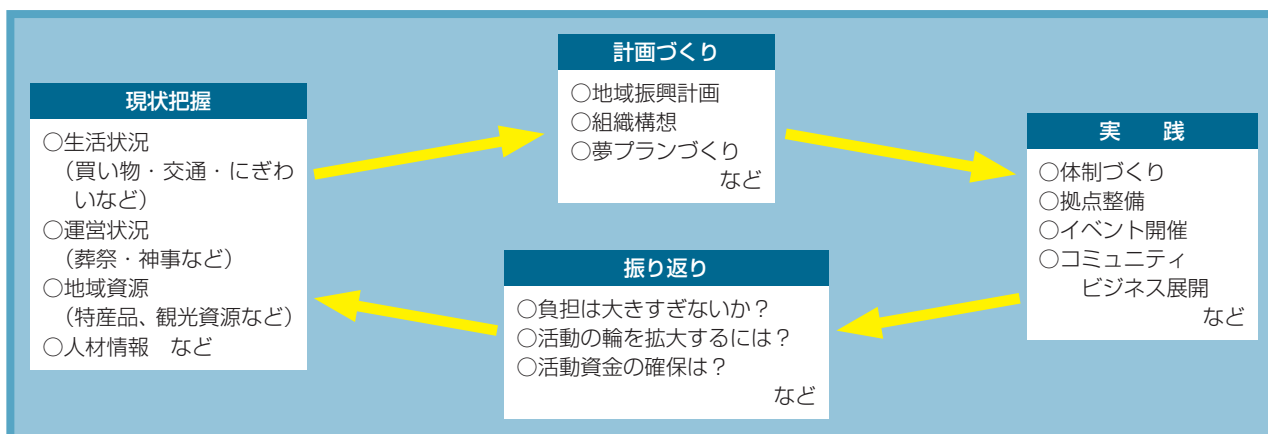 現状把握
○生活状況
（買い物・交通・にぎわ
いなど）
○運営状況
（葬祭・神事など）
○地域資源
（特産品、観光資源など）
○人材情報　など
計画づくり
○地域振興計画
○組織構想
○夢プランづくり
など
実　践
○体制づくり
○拠点整備
○イベント開催
○コミュニティ
ビジネス展開
など
振り返り
○負担は大きすぎないか？
○活動の輪を拡大するには？
○活動資金の確保は？
など